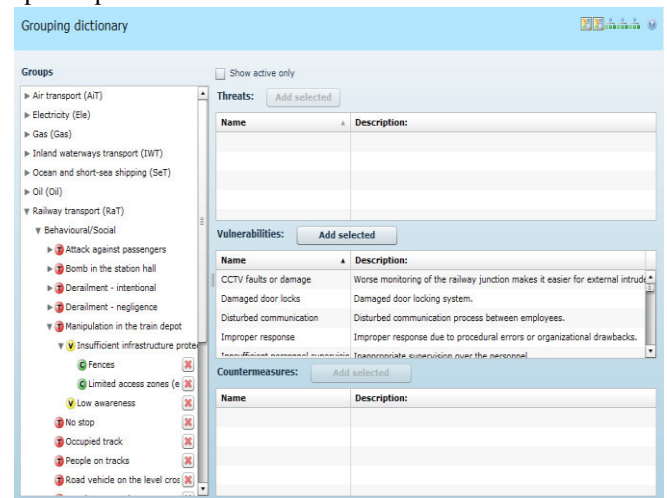 Grouping dictionary
Groups
Air transport (AiT)
Electricity (Ele)
Gas (Gas)
Inland waterways transport (IWT)
Ocean and short-sea shipping (SeT)
Oil (Oil)
Railway transport (RaT)
Behavioural/Social
T Attack against passengers
T Bomb in the station hall
T Derailment - intentional
T Derailment - negligence
T Manipulation in the train depot
V Insufficient infrastructure prote
C Fences
C Limited access zones (e
V Low awareness
T No stop
T Occupied track
T People on tracks
T Road vehicle on the level cros
Show active only
Threats: Add selected
Name Description:
Vulnerabilities: Add selected
Name Description:
CCTV faults or damage Worse monitoring of the railway junction makes it easier for external intrude
Damaged door locks Damaged door locking system.
Disturbed communication Disturbed communication process between employees.
Improper response Improper response due to procedural errors or organizational drawbacks.
Insufficient personnel supervisio Inappropriate supervision over the personnel.
Countermeasures: Add selected
Name Description: